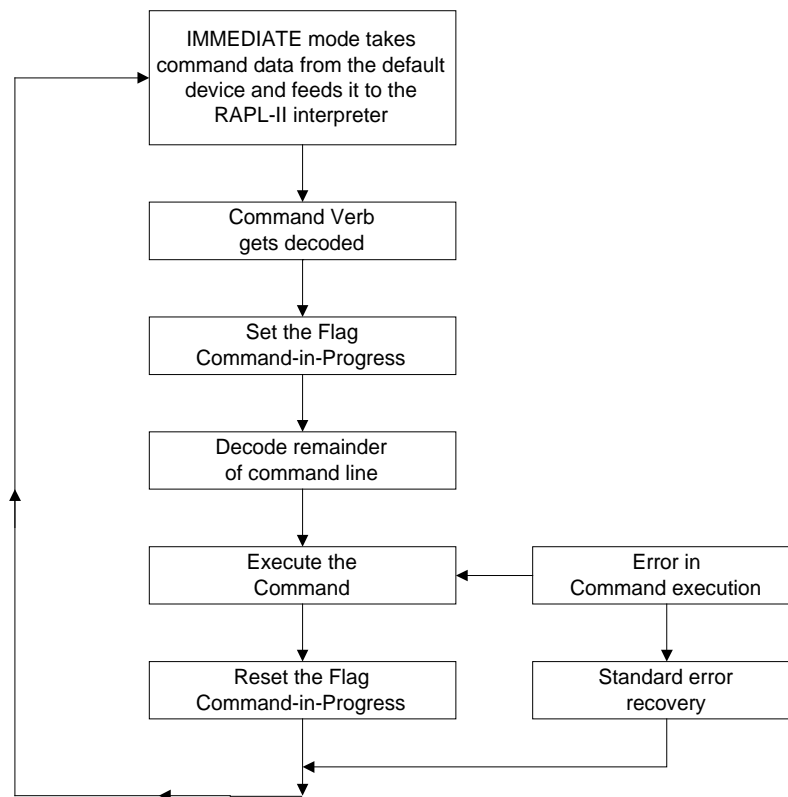 IMMEDIATE mode takes
command data from the default
device and feeds it to the
RAPL-II interpreter
Command Verb
gets decoded
Set the Flag
Command-in-Progress
Decode remainder
of command line
Execute the
Command
Error in
Command execution
Reset the Flag
Command-in-Progress
Standard error
recovery